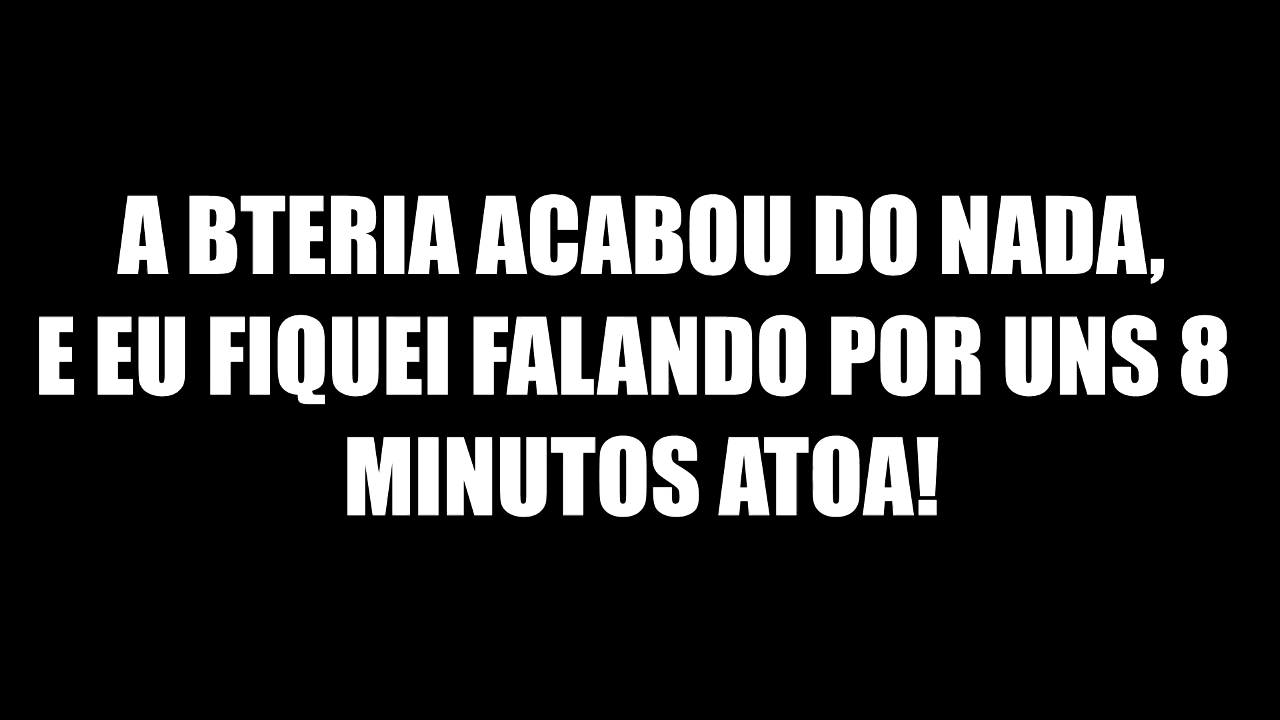 A BTERIA ACABOU DO NADA,
E EU FIQUEI FALANDO POR UNS 8
MINUTOS ATOA!